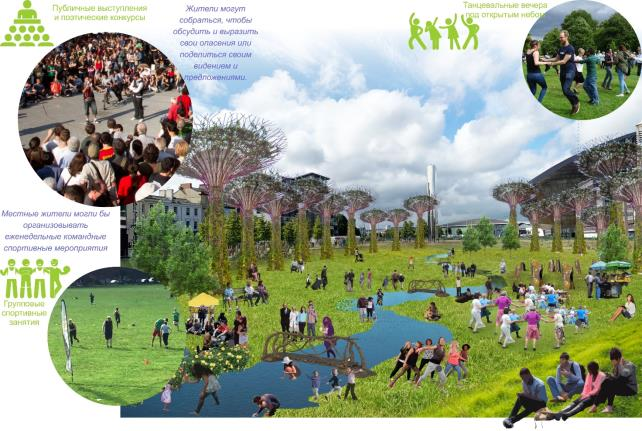 Публичные выступления
и поэтические конкурсы
Жители могут
собраться, чтобы
обсудить и выразить
свои опасения или
поделиться своим
видением и
предложениями.
Танцевальные вечера
под открытым небом
Местные жители могли бы
организовывать
еженедельные командные
спортивные мероприятия
Групповые
спортивные
занятия